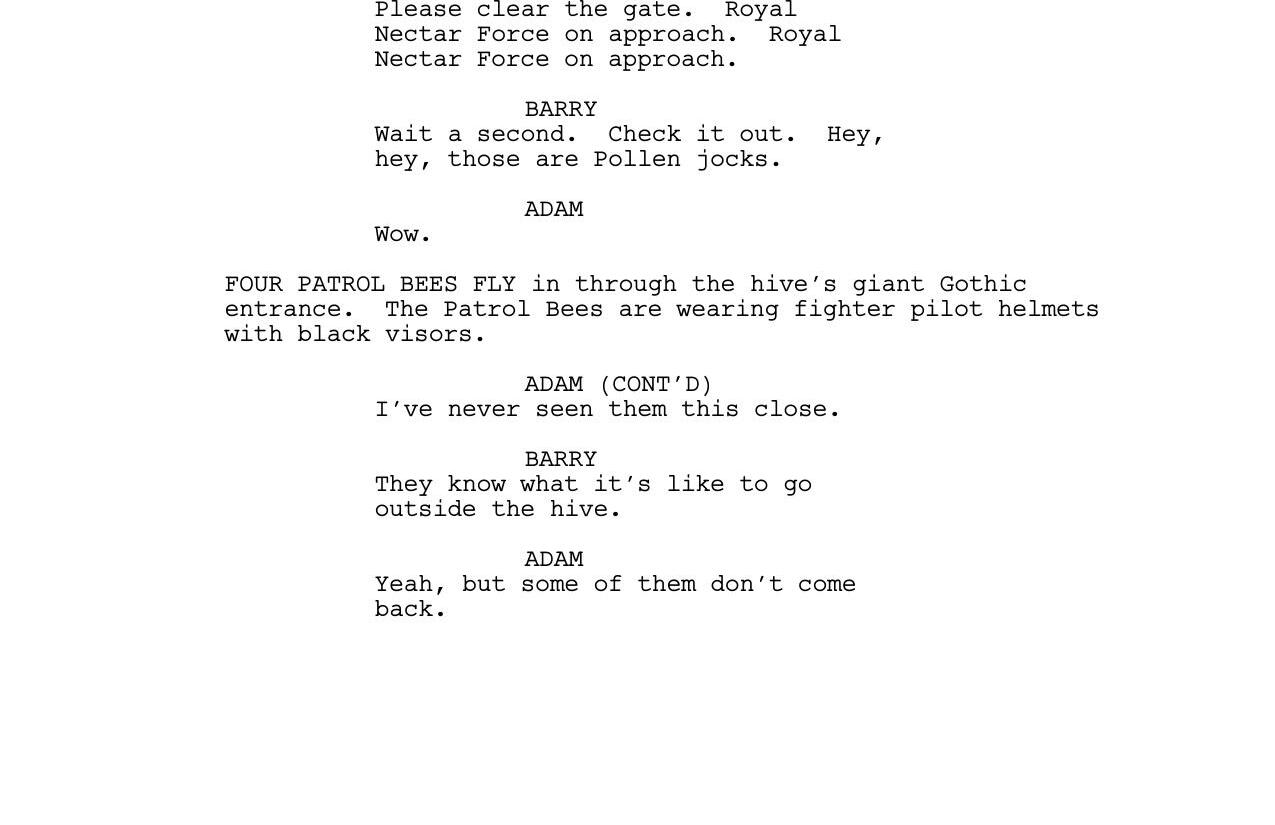 Please clear the gate.  Royal
Nectar Force on approach.  Royal
Nectar Force on approach.
BARRY
Wait a second.  Check it out.  Hey,
hey, those are Pollen jocks.
ADAM
Wow.
FOUR PATROL BEES FLY in through the hive’s giant Gothic
entrance.  The Patrol Bees are wearing fighter pilot helmets
with black visors.
ADAM (CONT’D)
I’ve never seen them this close.
BARRY
They know what it’s like to go
outside the hive.
ADAM
Yeah, but some of them don’t come
back.